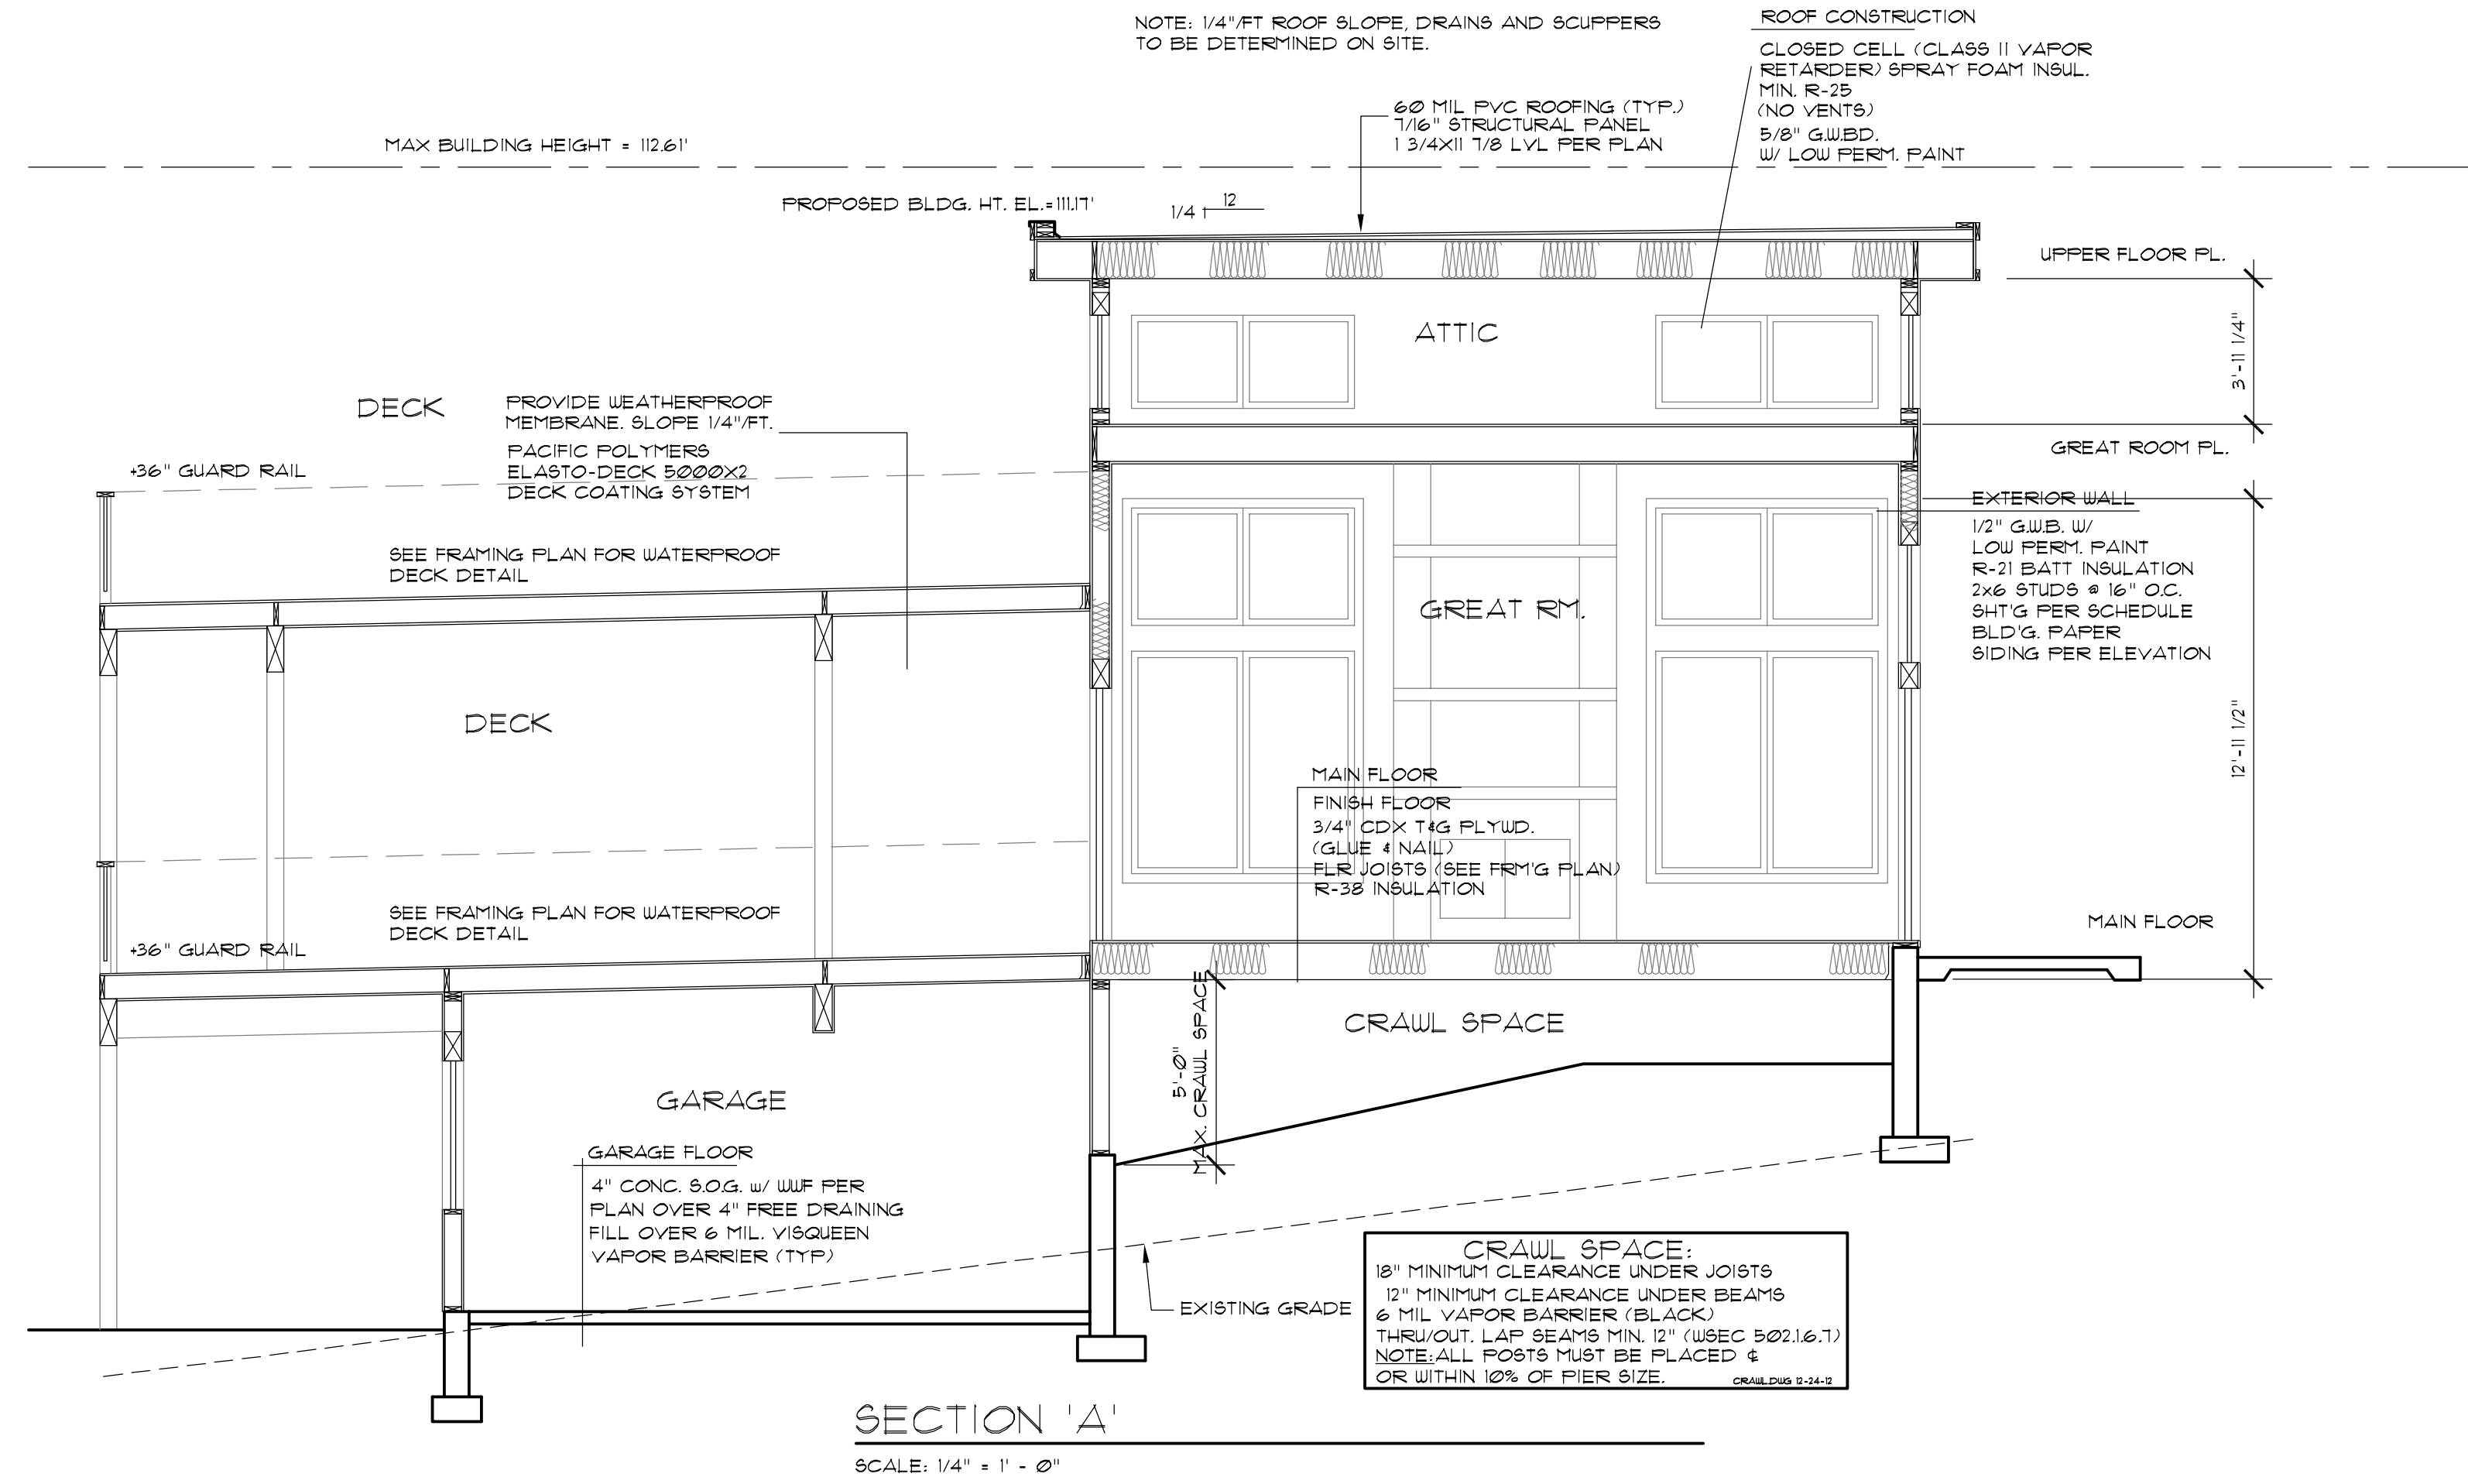 NOTE: 1/4"/FT ROOF SLOPE, DRAINS AND SCUPPERS
TO BE DETERMINED ON SITE.
ROOF CONSTRUCTION
CLOSED CELL (CLASS II VAPOR
RETARDER) SPRAY FOAM INSUL.
MIN. R-25
(NO VENTS)
5/8" G.W.BD.
W/ LOW PERM. PAINT
60 MIL PVC ROOFING (TYP.)
7/16" STRUCTURAL PANEL
1 3/4X11 7/8 LVL PER PLAN
MAX BUILDING HEIGHT = 112.61'
PROPOSED BLDG. HT. EL.=111.17'
12
1/4
UPPER FLOOR PL.
ATTIC
3'-11 1/4"
GREAT ROOM PL.
DECK
PROVIDE WEATHERPROOF
MEMBRANE. SLOPE 1/4"/FT.
PACIFIC POLYMERS
ELASTO-DECK 5000X2
DECK COATING SYSTEM
+36" GUARD RAIL
SEE FRAMING PLAN FOR WATERPROOF
DECK DETAIL
EXTERIOR WALL
1/2" G.W.B. W/
LOW PERM. PAINT
R-21 BATT INSULATION
2x6 STUDS @ 16" O.C.
SHT'G PER SCHEDULE
BLD'G. PAPER
SIDING PER ELEVATION
GREAT RM.
DECK
12'-11 1/2"
MAIN FLOOR
FINISH FLOOR
3/4" CDX T&G PLYWD.
(GLUE & NAIL)
FLR JOISTS (SEE FRM'G PLAN)
R-38 INSULATION
SEE FRAMING PLAN FOR WATERPROOF
DECK DETAIL
+36" GUARD RAIL
MAIN FLOOR
CRAWL SPACE
5'-0"
MAX. CRAWL SPACE
GARAGE
GARAGE FLOOR
4" CONC. S.O.G. w/ WWF PER
PLAN OVER 4" FREE DRAINING
FILL OVER 6 MIL. VISQUEEN
VAPOR BARRIER (TYP)
EXISTING GRADE
CRAWL SPACE:
18" MINIMUM CLEARANCE UNDER JOISTS
12" MINIMUM CLEARANCE UNDER BEAMS
6 MIL VAPOR BARRIER (BLACK)
THRU/OUT. LAP SEAMS MIN. 12" (WSEC 502.1.6.7)
NOTE: ALL POSTS MUST BE PLACED ℄
OR WITHIN 10% OF PIER SIZE.
CRAWL.DWG 12-24-12
SECTION 'A'
SCALE: 1/4" = 1' - 0"